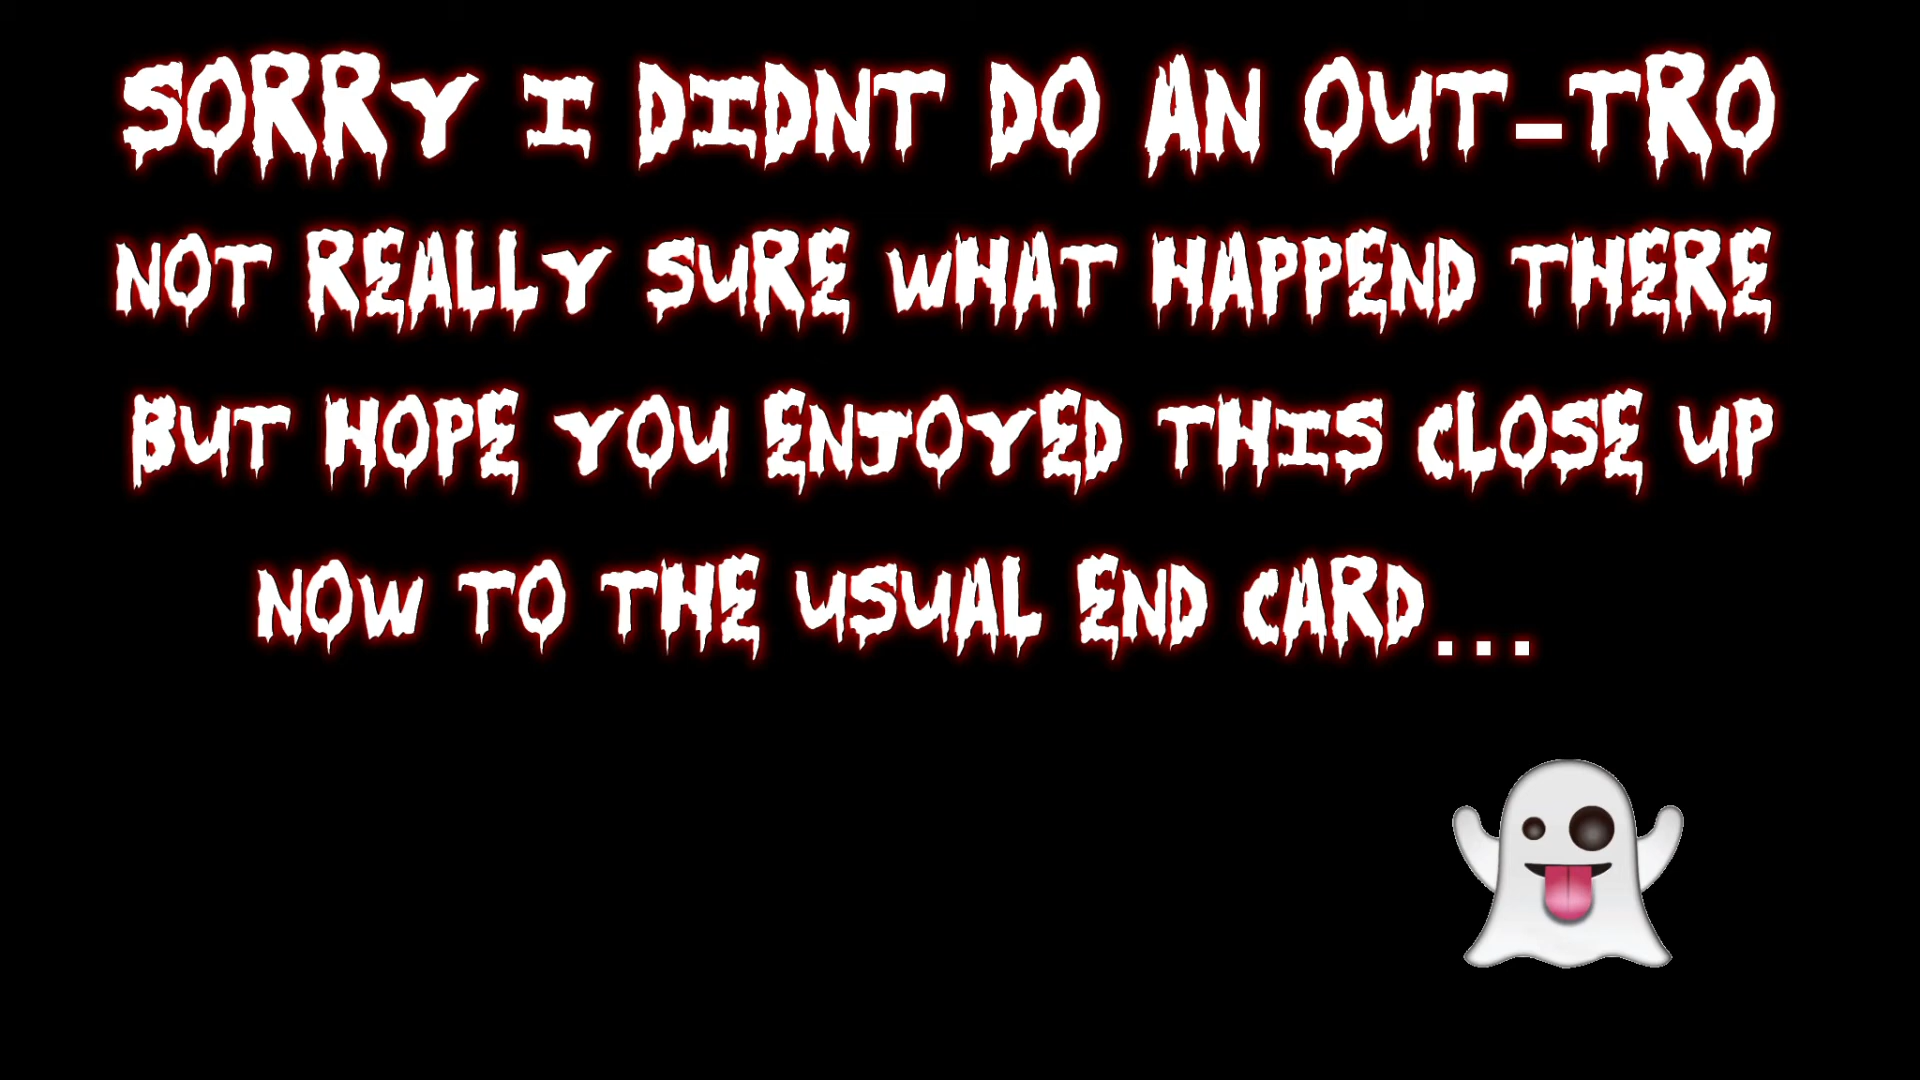 SORRY I DIDNT DO AN OUT-TRO
NOT REALLY SURE WHAT HAPPEND THERE
BUT HOPE YOU ENJOYED THIS CLOSE UP
NOW TO THE USUAL END CARD...